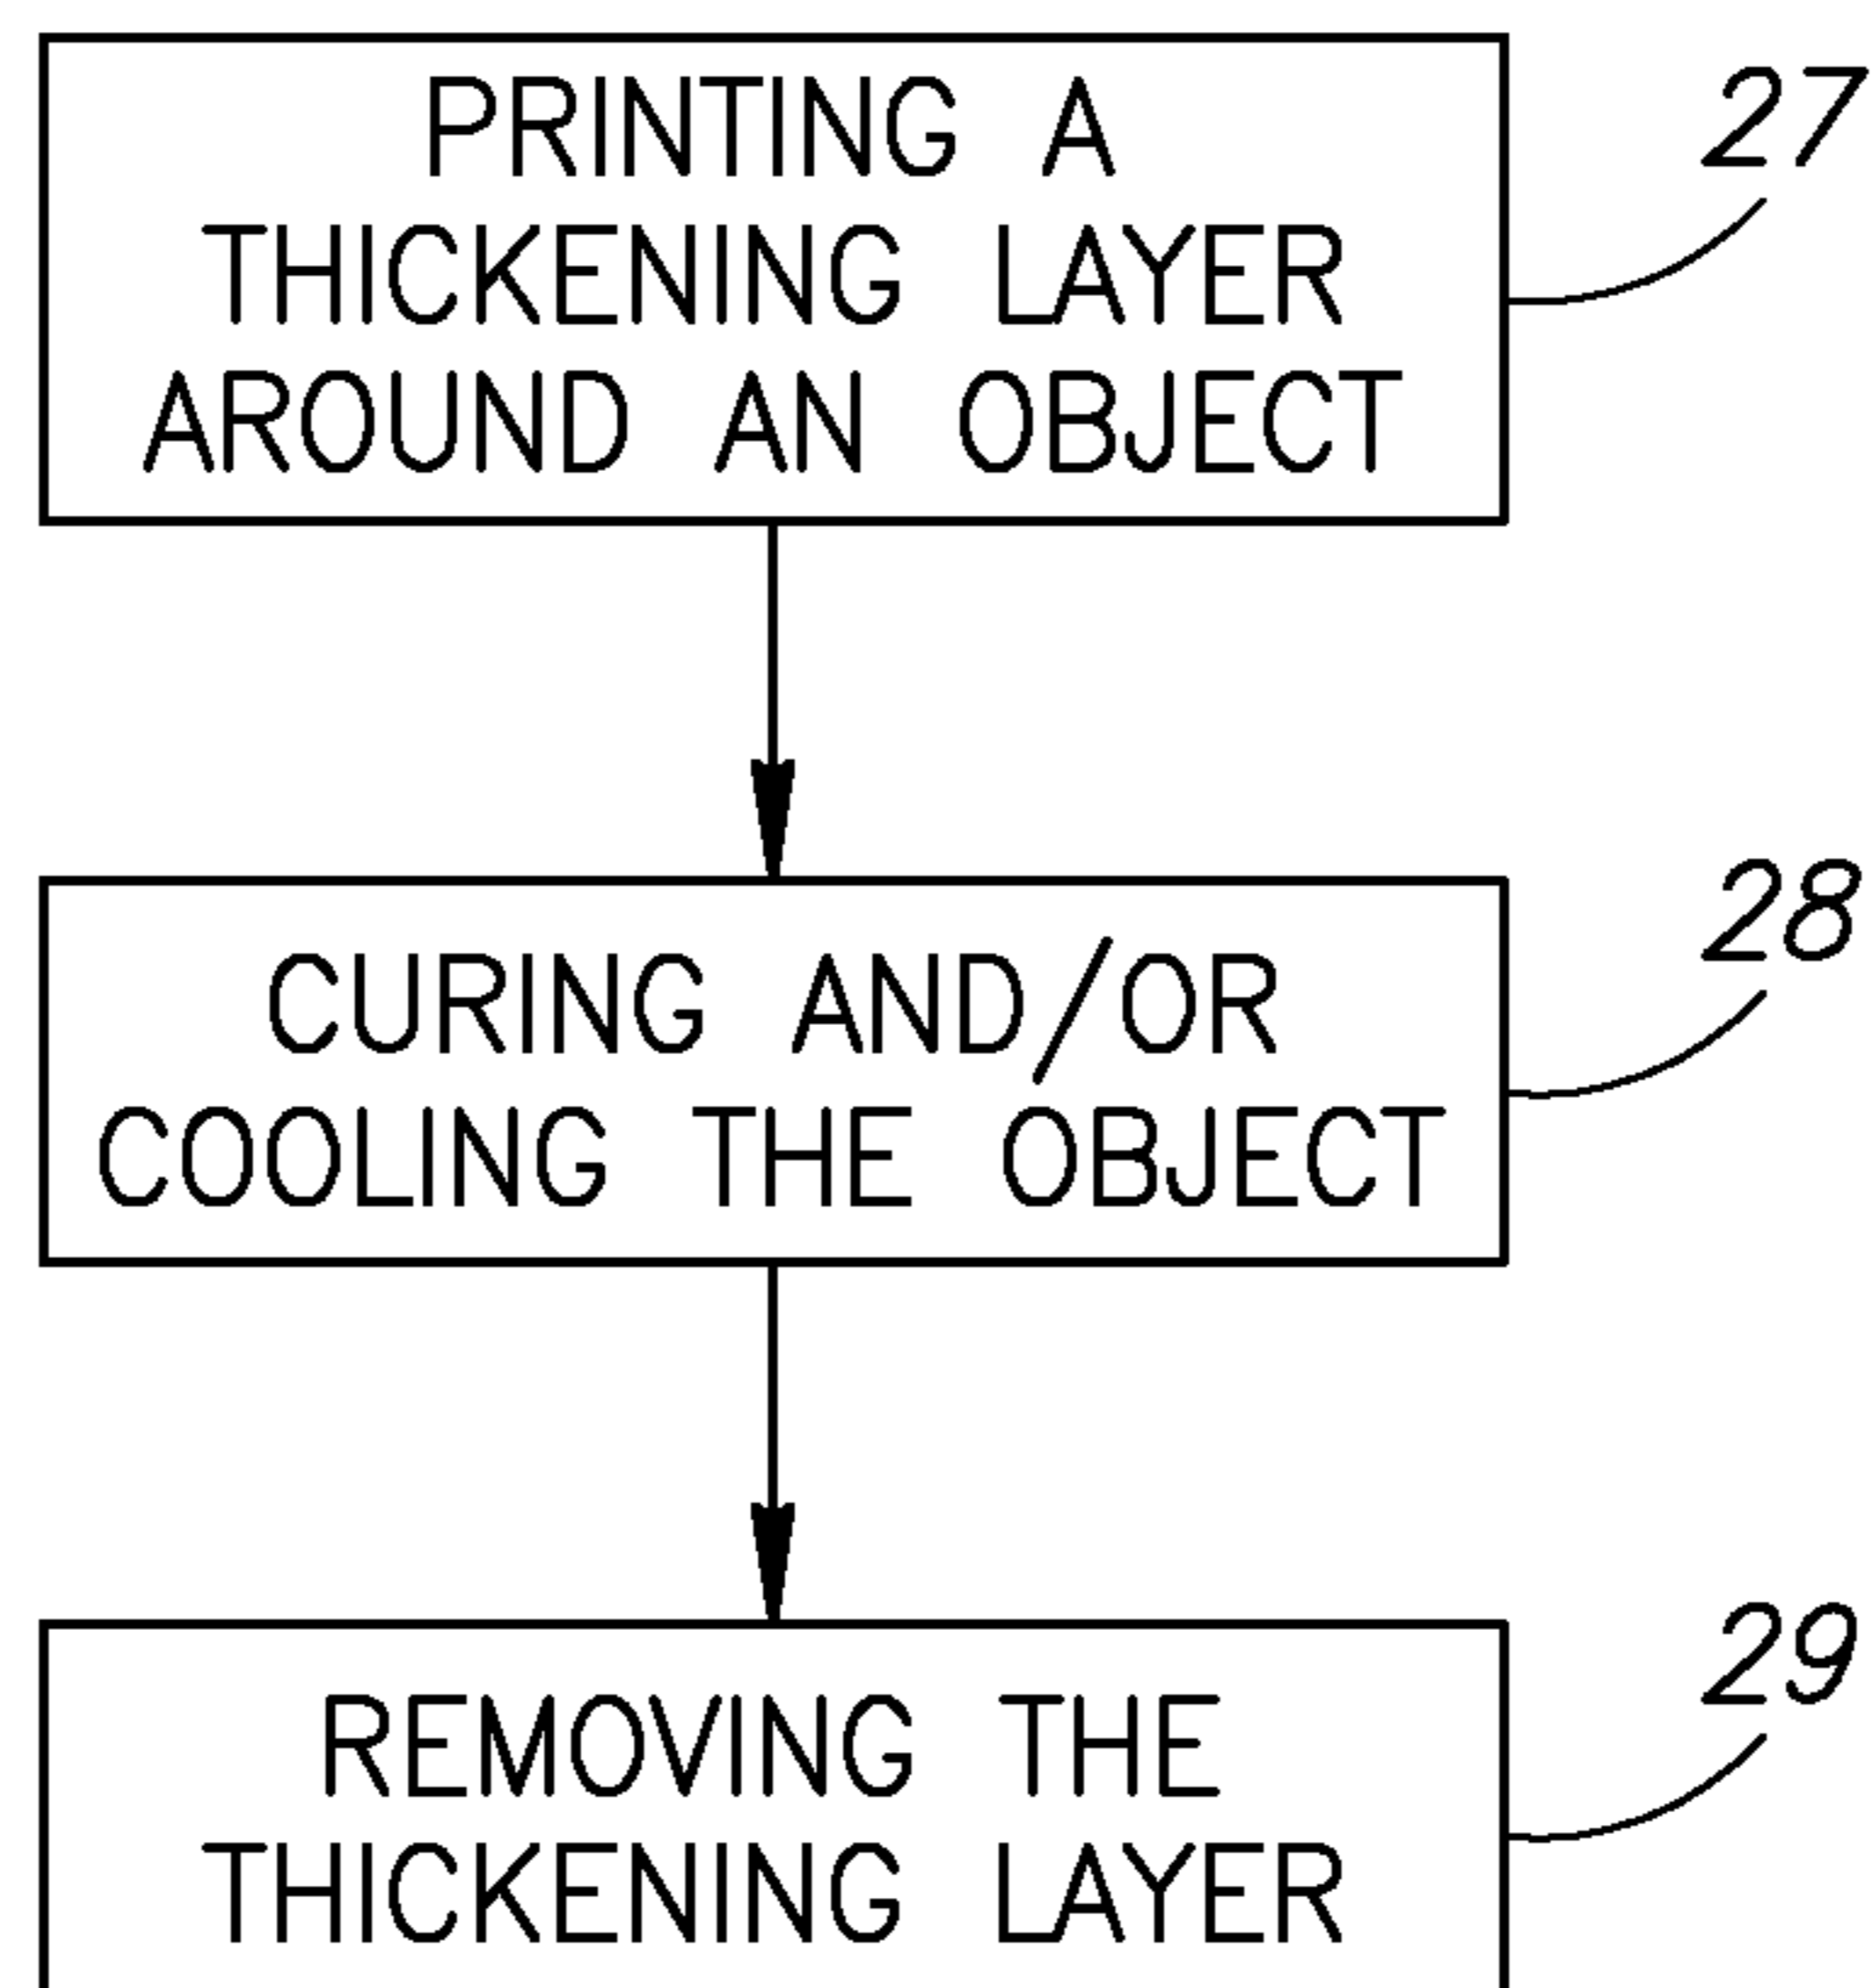 PRINTING A
THICKENING LAYER
AROUND AN OBJECT
27
CURING AND/OR
COOLING THE OBJECT
28
REMOVING THE
THICKENING LAYER
29